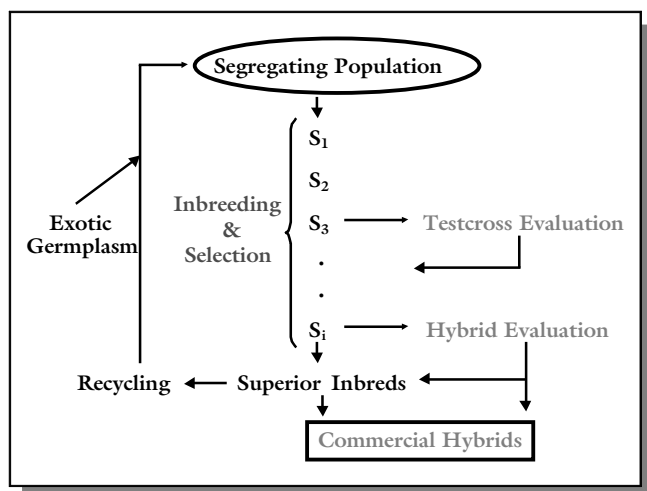 Segregating Population
S₁
S₂
Inbreeding
&
Selection
S₃
Testcross Evaluation
Exotic
Germplasm
.
.
Sᵢ
Hybrid Evaluation
Recycling
Superior Inbreds
Commercial Hybrids